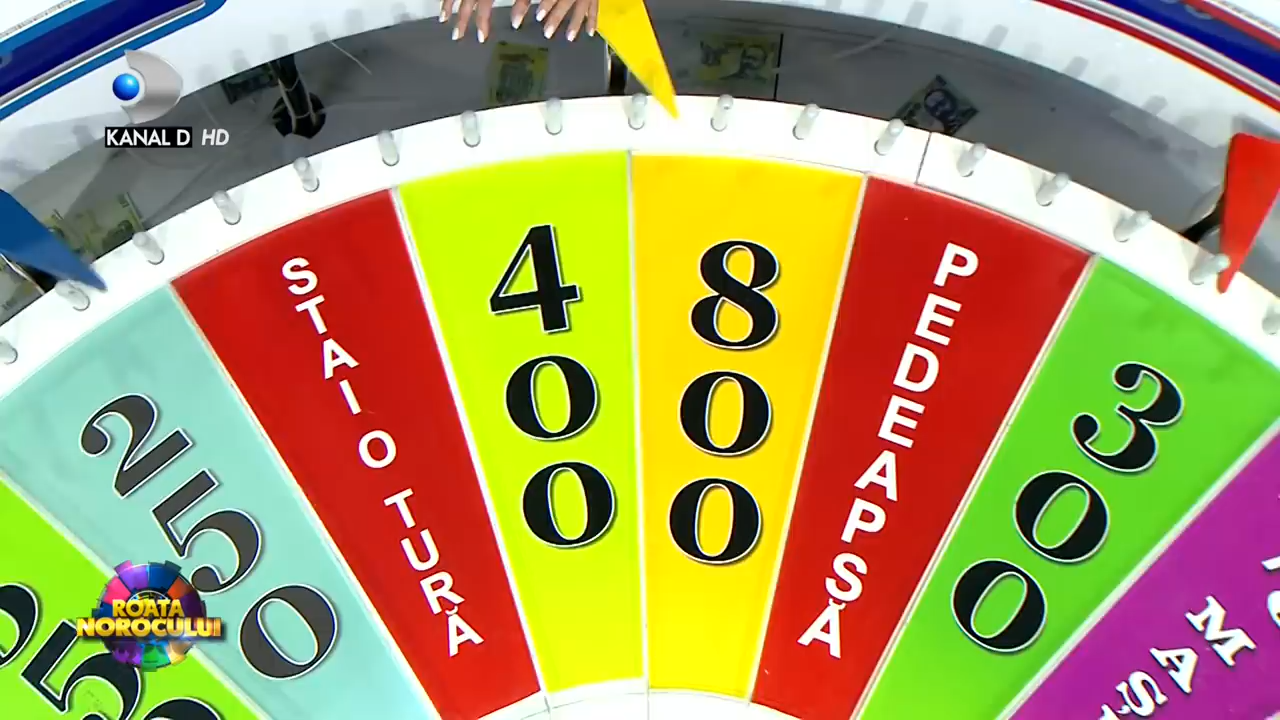 KANAL D HD
250
STAI O TURĂ
400
800
PEDEAPSĂ
300
ROATA
NOROCULUI